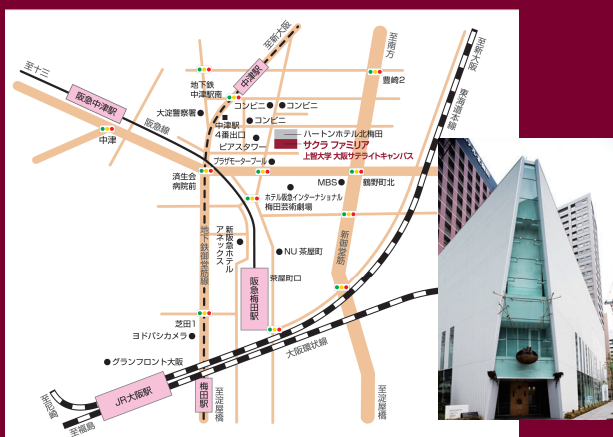 至新大阪
至南方
至新大阪
至十三
阪急中津駅
地下鉄
中津駅南
中津駅
豊崎2
東海道本線
大淀警察署
コンビニ
コンビニ
コンビニ
阪急線
中津駅
4番出口
ピアスタワー
ハートンホテル北梅田
サクラ ファミリア
上智大学 大阪サテライトキャンパス
中津
プラザモータープール
済生会
病院前
MBS
鶴野町北
ホテル阪急インターナショナル
梅田芸術劇場
地下鉄御堂筋線
新阪急ホテル
アネックス
新御堂筋
NU 茶屋町
阪急梅田駅
茶屋町口
芝田1
ヨドバシカメラ
大阪環状線
グランフロント大阪
JR大阪駅
梅田駅
至尼崎
至福島
至淀屋橋
至淀屋橋